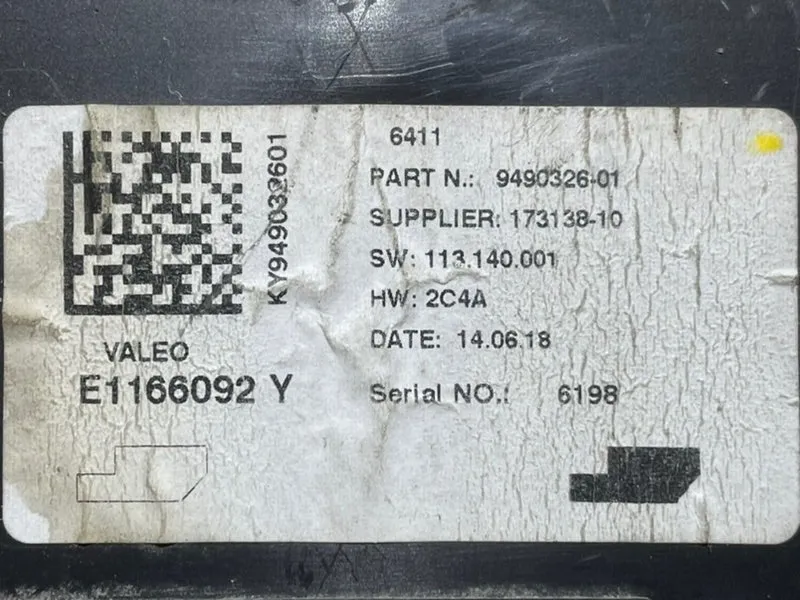 6411
PART N.: 9490326-01
SUPPLIER: 173138-10
SW: 113.140.001
HW: 2C4A
DATE: 14.06.18
Serial NO.: 6198
KY949032601
VALEO
E1166092 Y